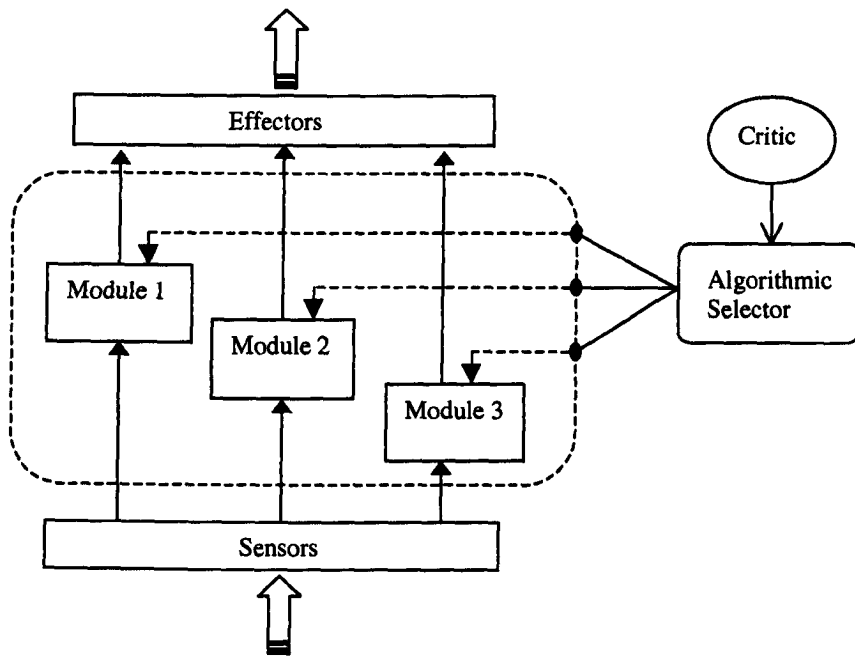 Effectors
Critic
Module 1
Algorithmic
Selector
Module 2
Module 3
Sensors